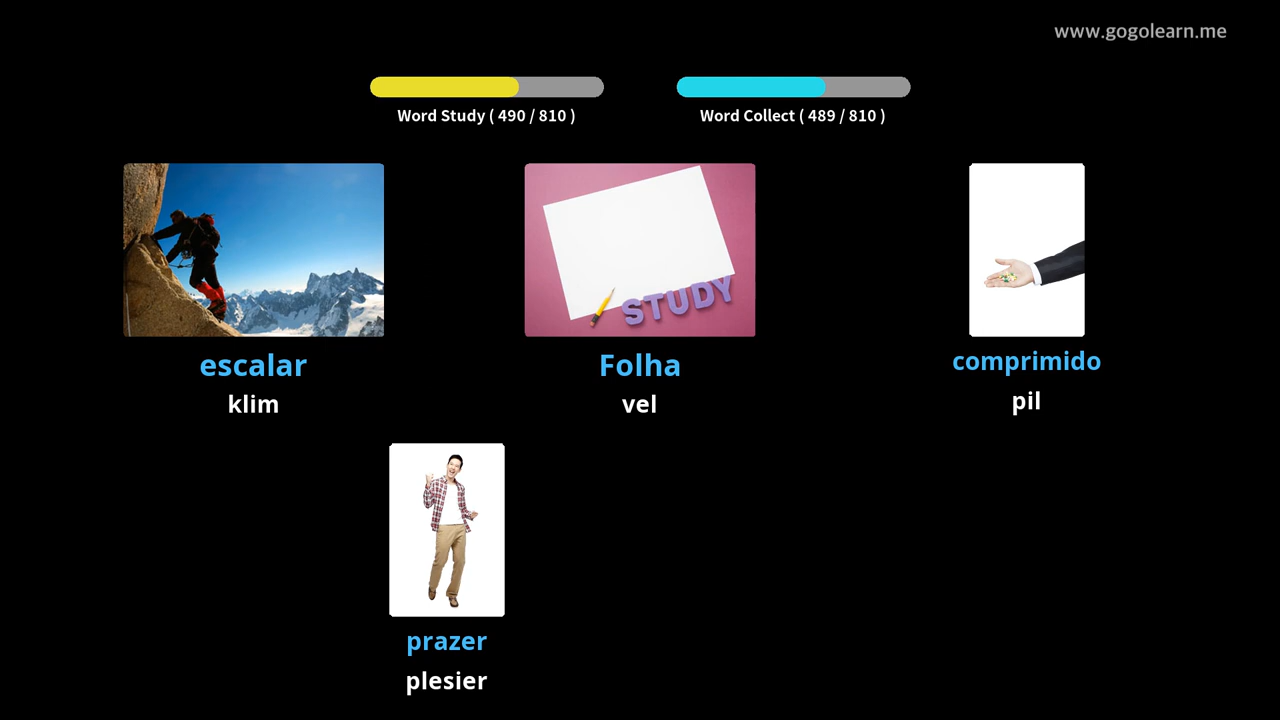 www.gogolearn.me
Word Study ( 490 / 810 )
Word Collect ( 489 / 810 )
STUDY
escalar
klim
Folha
vel
comprimido
pil
prazer
plesier